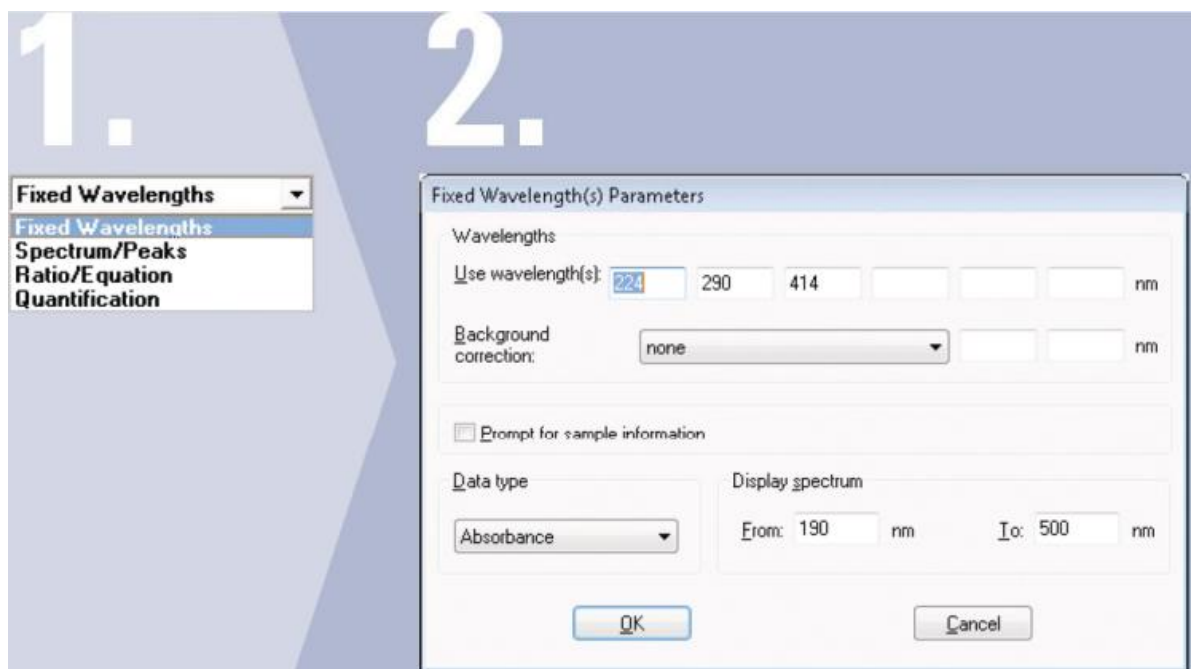 1.
2.
Fixed Wavelengths
Fixed Wavelengths
Spectrum/Peaks
Ratio/Equation
Quantification
Fixed Wavelength(s) Parameters
Wavelengths
Use wavelength(s): 224 290 414 nm
Background
correction: none nm
Prompt for sample information
Data type
Absorbance
Display spectrum
From: 190 nm To: 500 nm
OK Cancel